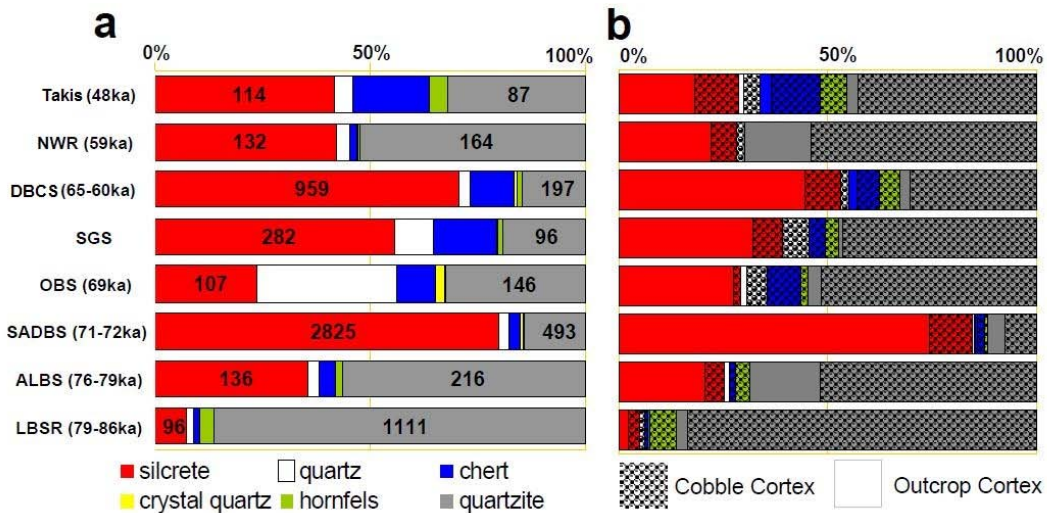 a b
0% 50% 100% 0% 50% 100%
Takis (48ka) 114 87
NWR (59ka) 132 164
DBCS (65-60ka) 959 197
SGS 282 96
OBS (69ka) 107 146
SADBS (71-72ka) 2825 493
ALBS (76-79ka) 136 216
LBSR (79-86ka) 96 1111
silcrete quartz chert
crystal quartz hornfels quartzite
Cobble Cortex Outcrop Cortex